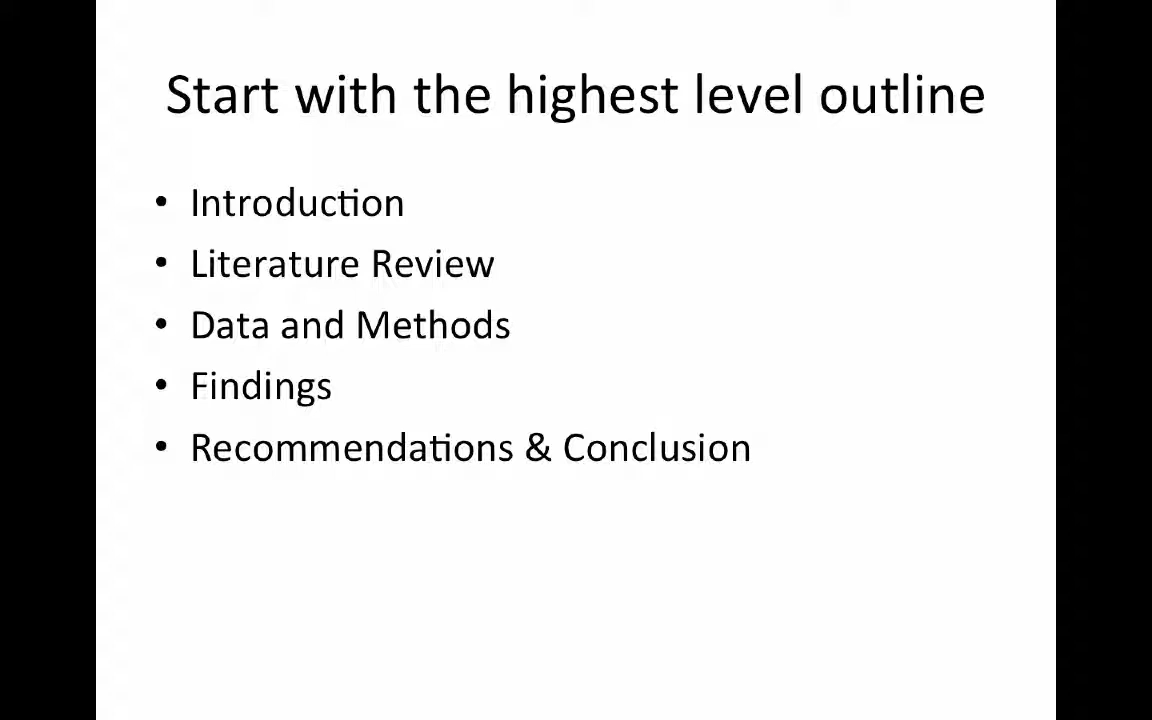 Start with the highest level outline
• Introduction
• Literature Review
• Data and Methods
• Findings
• Recommendations & Conclusion